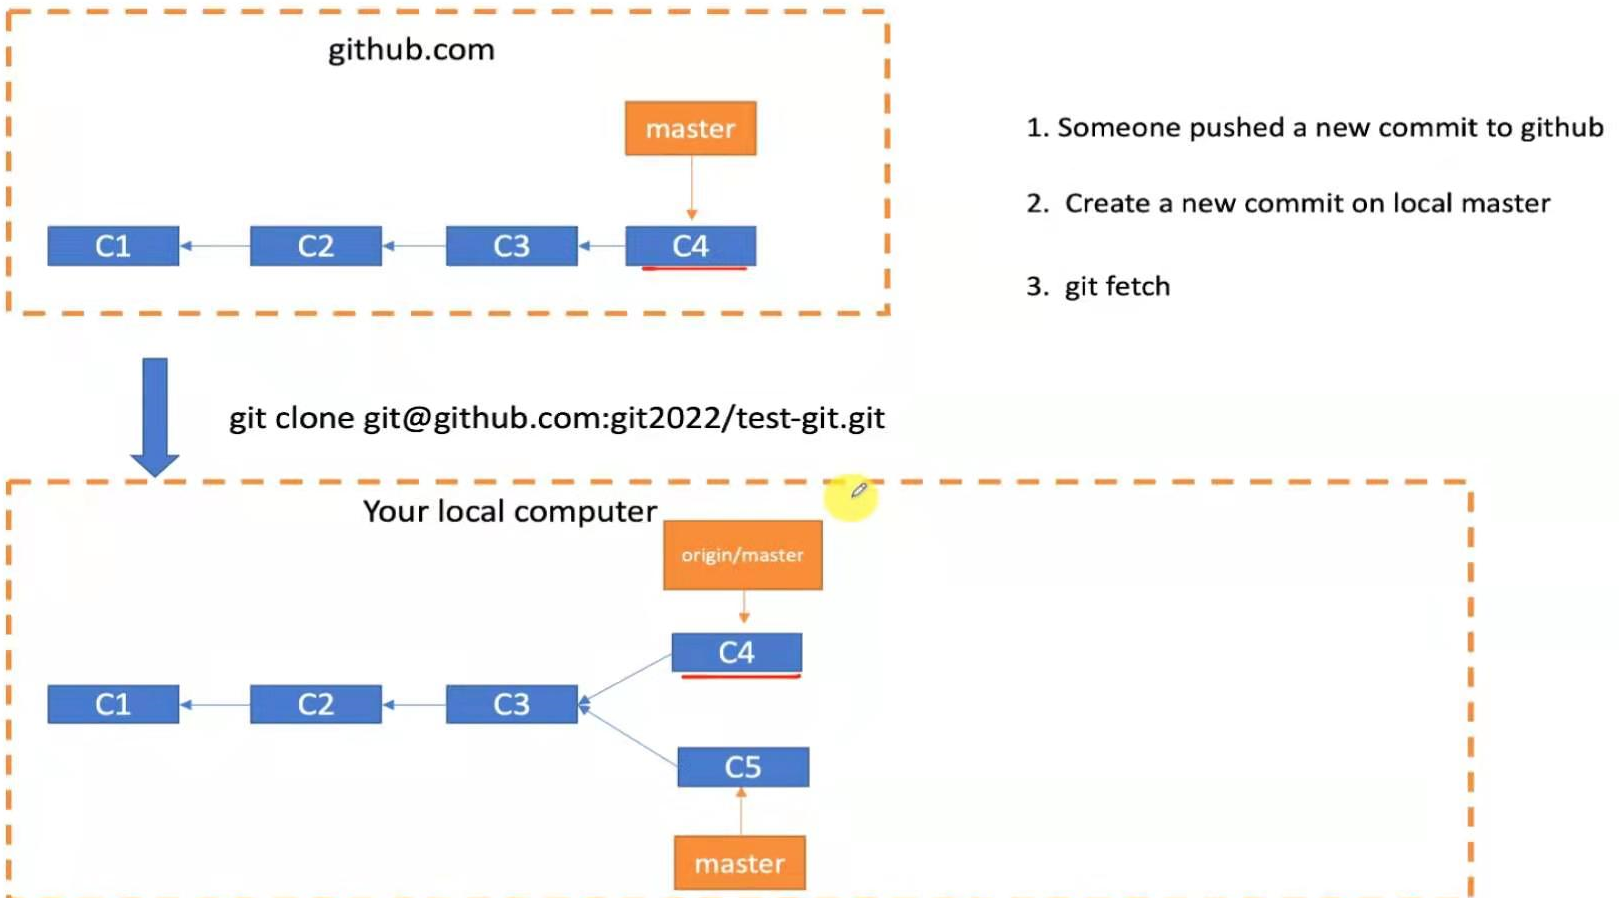 github.com
master
C1
C2
C3
C4
1. Someone pushed a new commit to github
2. Create a new commit on local master
3. git fetch
git clone git@github.com:git2022/test-git.git
Your local computer
origin/master
C4
C1
C2
C3
C5
master